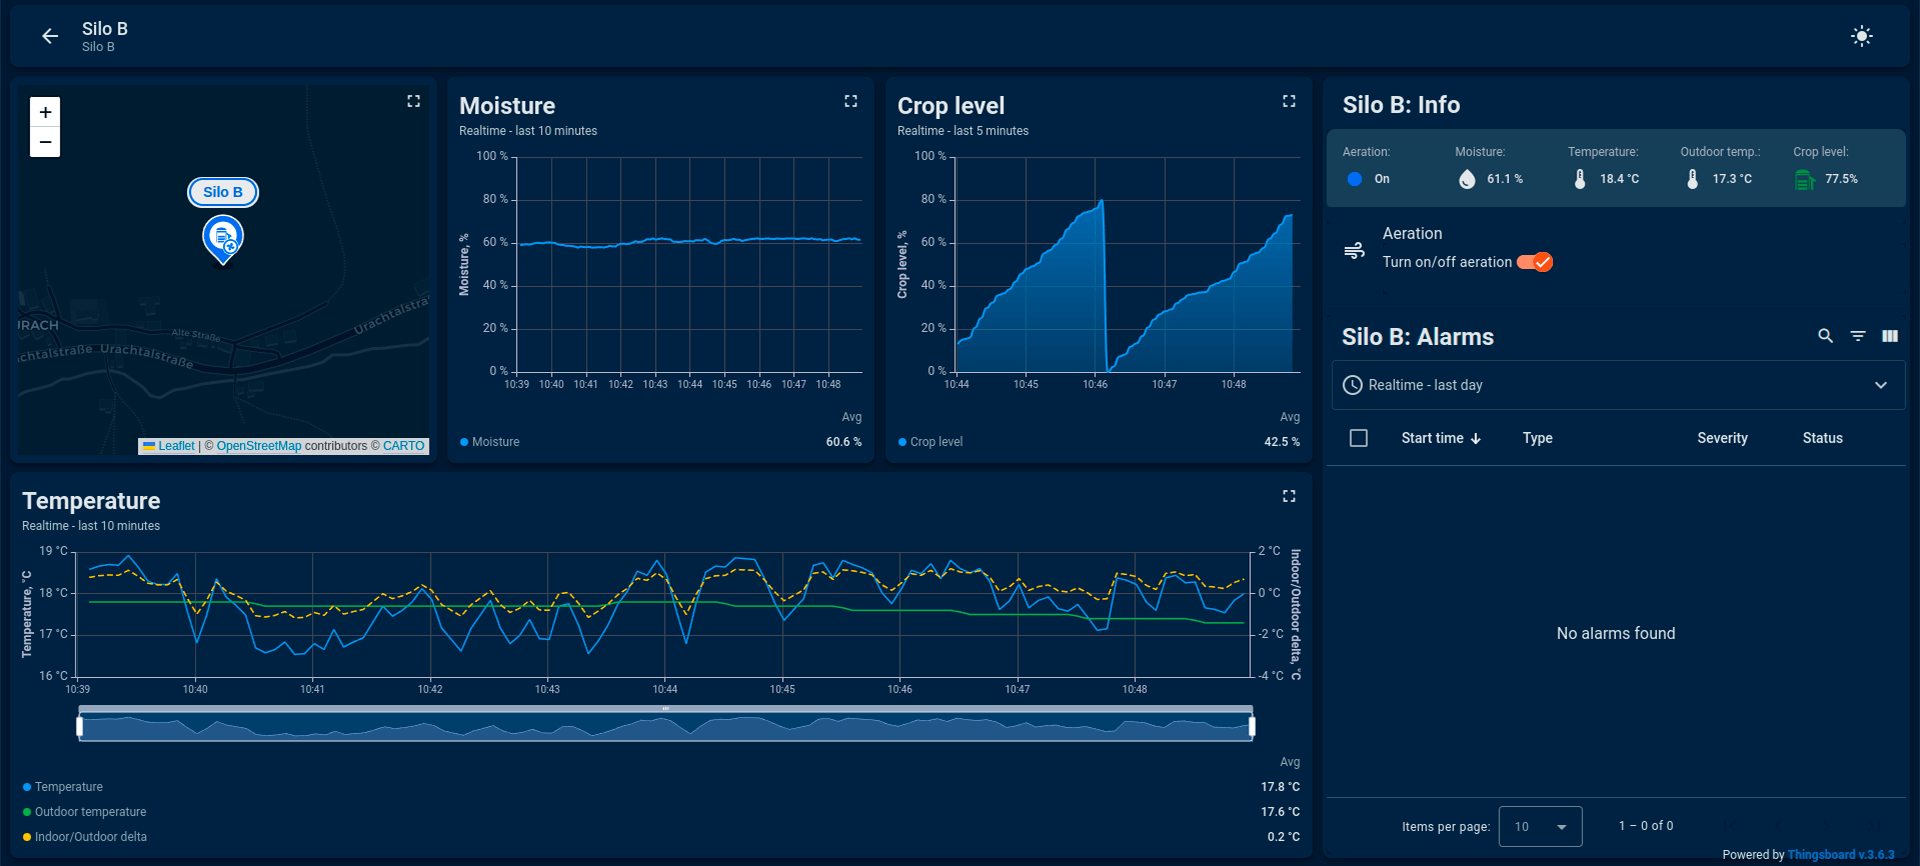 Silo B
Silo B
+
−
Silo B
URACH
Alte Straße
Urachtalstra
chtalstraße Urachtalstraße
Leaflet | © OpenStreetMap contributors © CARTO
Moisture
Realtime - last 10 minutes
Moisture, %
100 %
80 %
60 %
40 %
20 %
0 %
10:39 10:40 10:41 10:42 10:43 10:44 10:45 10:46 10:47 10:48
Avg
Moisture 60.6 %
Crop level
Realtime - last 5 minutes
Crop level, %
100 %
80 %
60 %
40 %
20 %
0 %
10:44 10:45 10:46 10:47 10:48
Avg
Crop level 42.5 %
Silo B: Info
Aeration: Moisture: Temperature: Outdoor temp.: Crop level:
On 61.1 % 18.4 °C 17.3 °C 77.5%
Aeration
Turn on/off aeration
Silo B: Alarms
Realtime - last day
Start time Type Severity Status
No alarms found
Items per page: 10 1 – 0 of 0
Temperature
Realtime - last 10 minutes
Temperature, °C
19 °C
18 °C
17 °C
16 °C
2 °C
0 °C
-2 °C
-4 °C
Indoor/Outdoor delta, °C
10:39 10:40 10:41 10:42 10:43 10:44 10:45 10:46 10:47 10:48
Avg
Temperature 17.8 °C
Outdoor temperature 17.6 °C
Indoor/Outdoor delta 0.2 °C
Powered by Thingsboard v.3.6.3